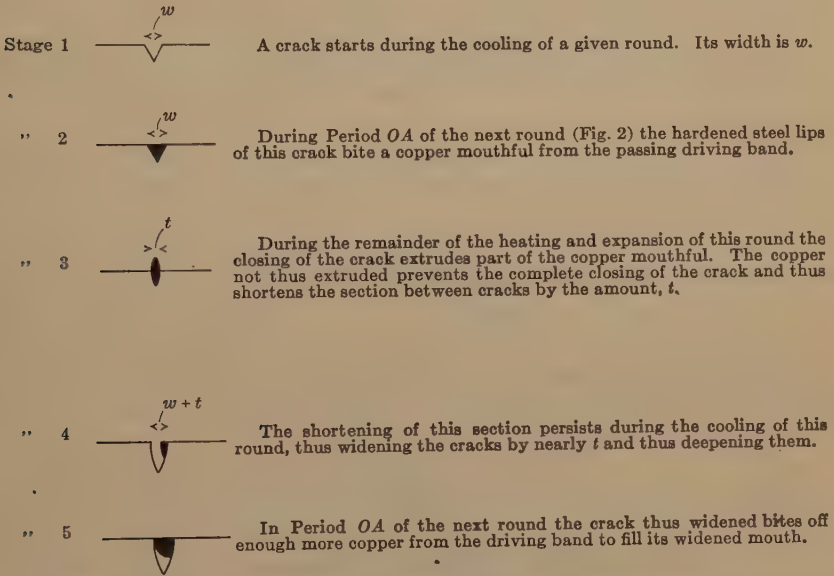 w
Stage 1 A crack starts during the cooling of a given round. Its width is w.
w
„ 2 During Period OA of the next round (Fig. 2) the hardened steel lips
of this crack bite a copper mouthful from the passing driving band.
t
„ 3 During the remainder of the heating and expansion of this round the
closing of the crack extrudes part of the copper mouthful. The copper
not thus extruded prevents the complete closing of the crack and thus
shortens the section between cracks by the amount, t.
w + t
„ 4 The shortening of this section persists during the cooling of this
round, thus widening the cracks by nearly t and thus deepening them.
„ 5 In Period OA of the next round the crack thus widened bites off
enough more copper from the driving band to fill its widened mouth.